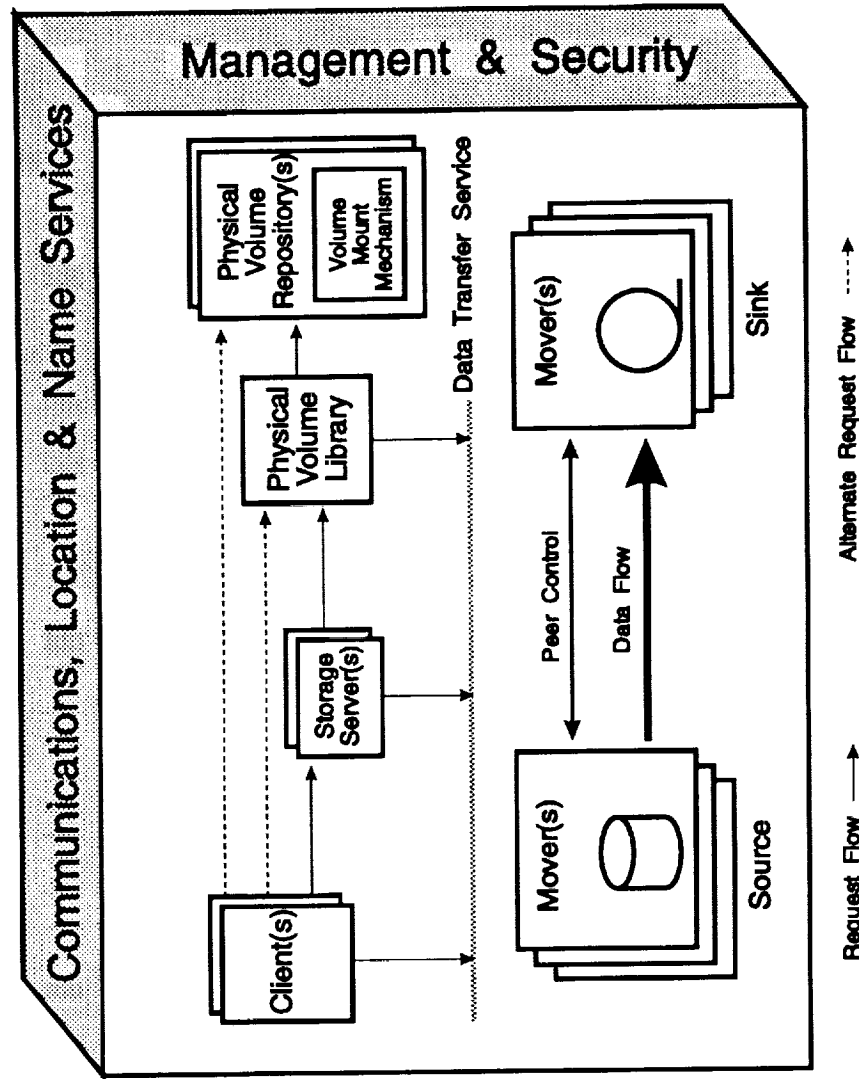 Communications, Location & Name Services
Management & Security
Client(s)
Storage
Server(s)
Physical
Volume
Library
Physical
Volume
Repository(s)
Volume
Mount
Mechanism
Data Transfer Service
Mover(s)
Source
Peer Control
Data Flow
Mover(s)
Sink
Request Flow
Alternate Request Flow